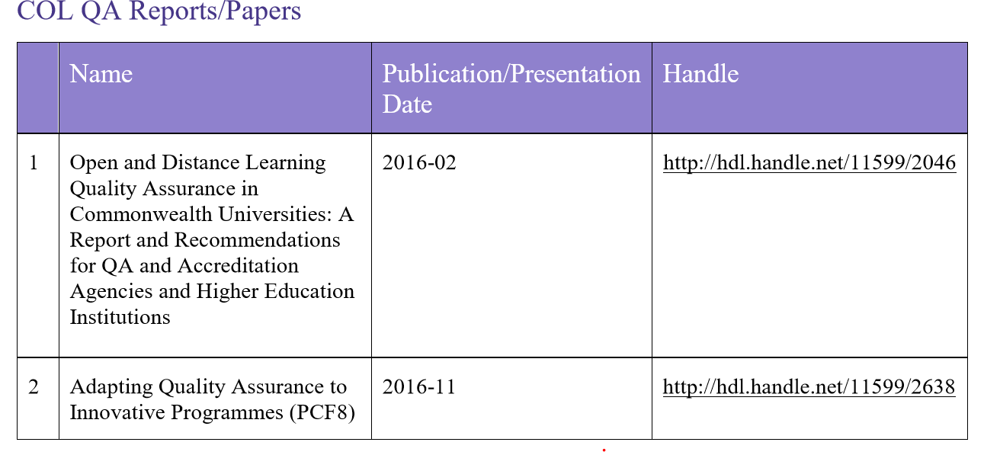 COL QA Reports/Papers
Name
Publication/Presentation
Date
Handle
1
Open and Distance Learning
Quality Assurance in
Commonwealth Universities: A
Report and Recommendations
for QA and Accreditation
Agencies and Higher Education
Institutions
2016-02
http://hdl.handle.net/11599/2046
2
Adapting Quality Assurance to
Innovative Programmes (PCF8)
2016-11
http://hdl.handle.net/11599/2638